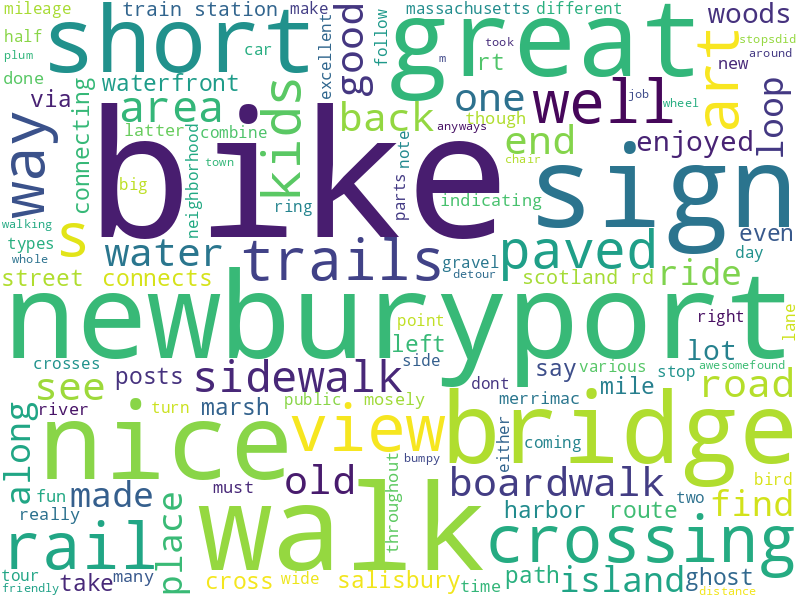 mileage
train station
make
massachusetts
different
woods
half
short
great
plum
car
excellent
good
follow
rt
took
m
art
stopsdid
new
around
done
waterfront
via
area
connecting
kids
back
one
well
job
wheel
loop
way
latter
combine
bike
anyways
though
end
enjoyed
neighborhood
town
note
chair
sign
big
parts
walking
s
ring
indicating
types
whole
water
trails
gravel
detour
paved
even
day
street
connects
scotland rd
ride
newburyport
point
right
lane
left
crosses
see
posts
sidewalk
side
say
various
lot
stop
awesomefound
dont
mile
road
river
turn
marsh
public
mosely
merrimac
along
nice
view
bridge
either
coming
fun
made
must
old
bumpy
boardwalk
two
bird
really
place
walk
throughout
harbor
route
find
rail
crossing
tour
friendly
take
many
cross
wide
salisbury
time
path
island
ghost
distance